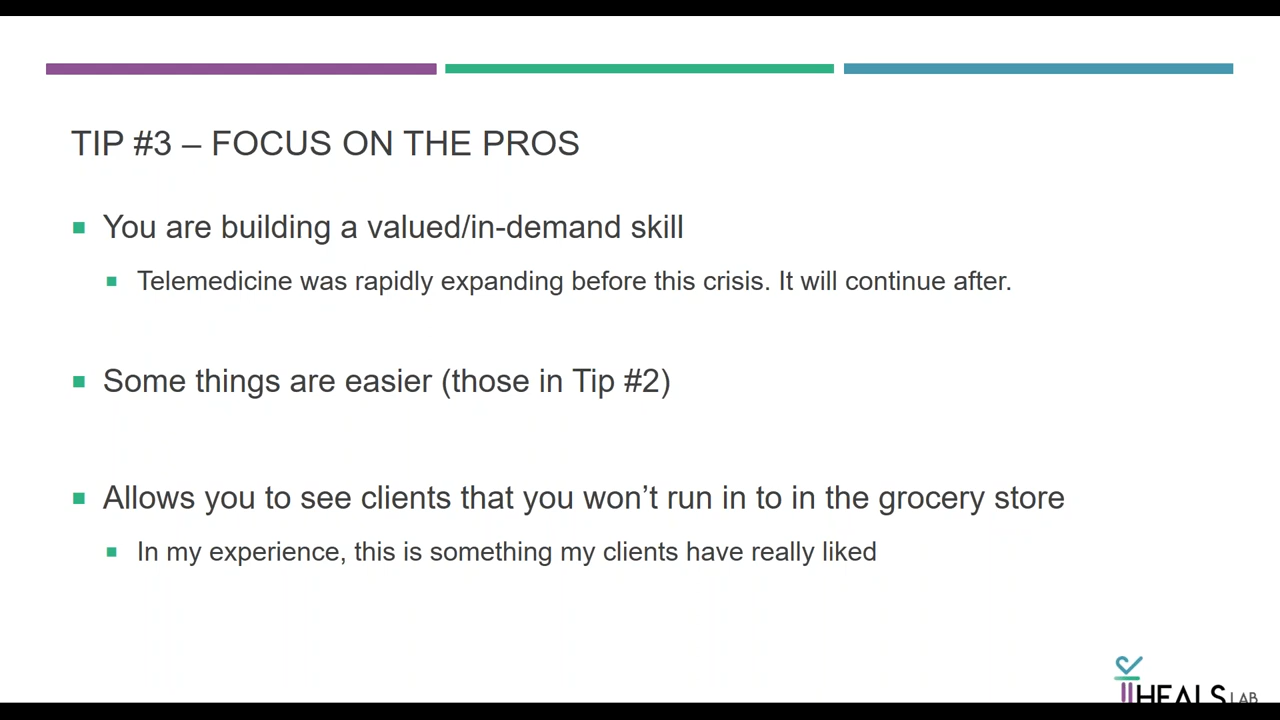 TIP #3 – FOCUS ON THE PROS
You are building a valued/in-demand skill
Telemedicine was rapidly expanding before this crisis. It will continue after.
Some things are easier (those in Tip #2)
Allows you to see clients that you won’t run in to in the grocery store
In my experience, this is something my clients have really liked
HEALS LAB